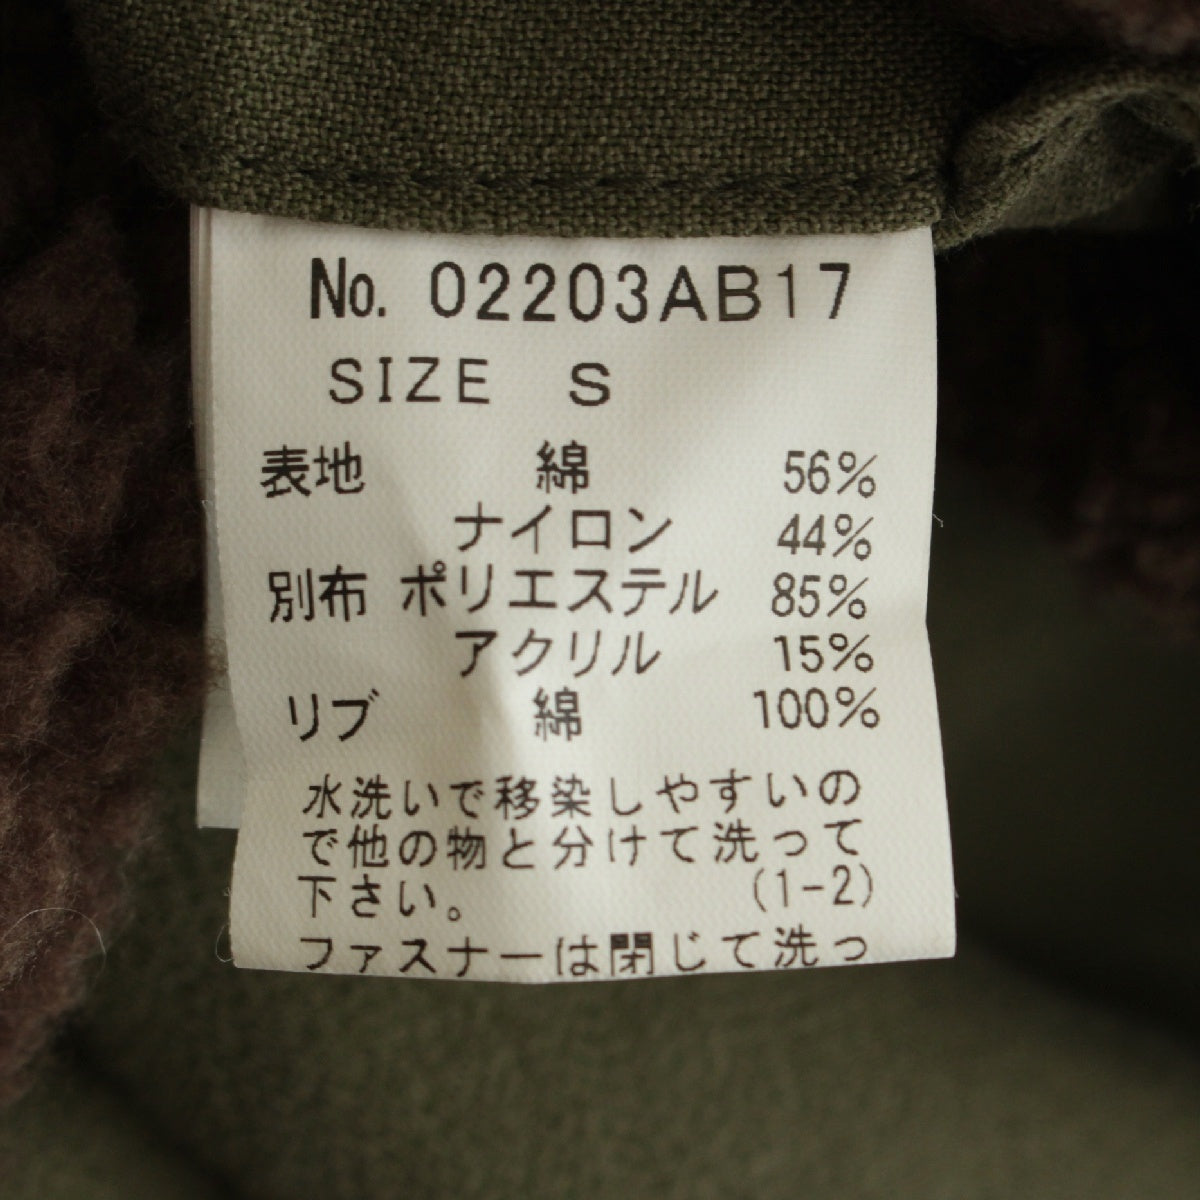 No. 02203AB17
SIZE S
表地 綿 56%
ナイロン 44%
別布 ポリエステル 85%
アクリル 15%
リブ 綿 100%
水洗いで移染しやすいの
で他の物と分けて洗って
下さい。 (1-2)
ファスナーは閉じて洗っ